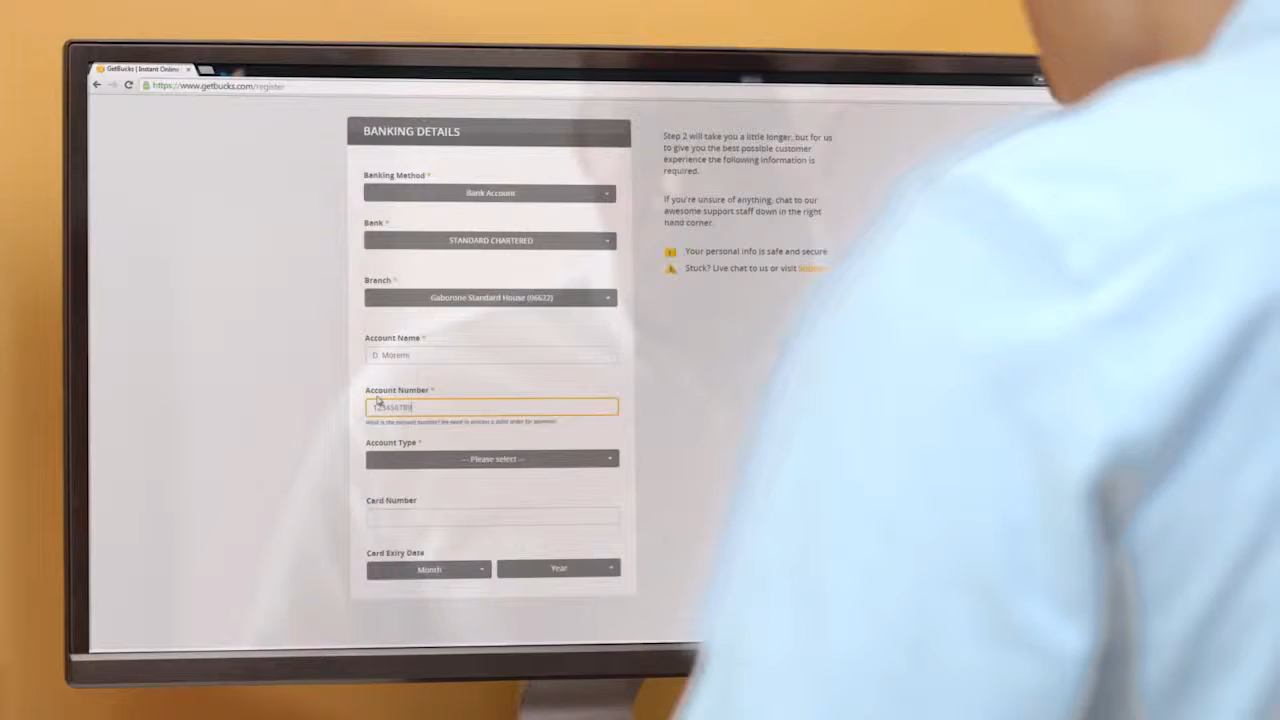 GetBucks | Instant Online
https://www.getbucks.com/register
BANKING DETAILS
Banking Method *
Bank Account
Bank *
STANDARD CHARTERED
Branch *
Gaborone Standard House (06622)
Account Name *
D. Moremi
Account Number *
123456789
Account Type *
-- Please select --
Card Number
Card Exiry Date
Month
Year
Step 2 will take you a little longer, but for us
to give you the best possible customer
experience the following information is
required.
If you're unsure of anything, chat to our
awesome support staff down in the right
hand corner.
Your personal info is safe and secure
Stuck? Live chat to us or visit